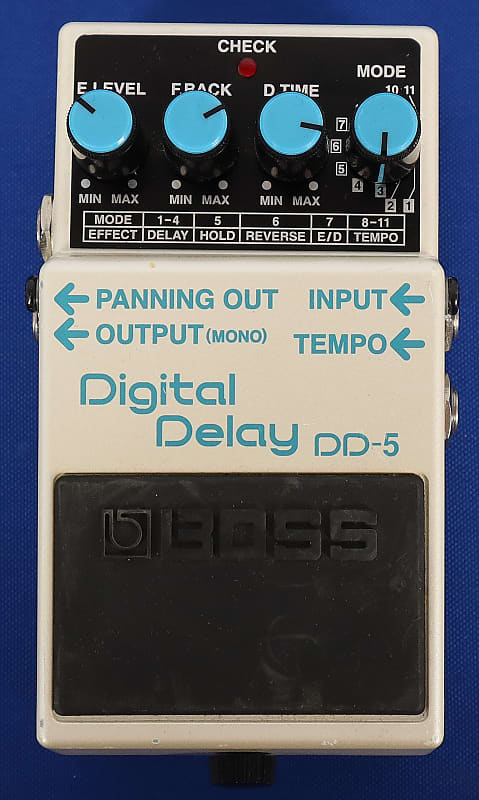 CHECK
E.LEVEL F.BACK D.TIME MODE
10 11
7
6
5
4 3 2 1
MIN MAX MIN MAX MIN MAX
MODE 1-4 5 6 7 8-11
EFFECT DELAY HOLD REVERSE E/D TEMPO
PANNING OUT INPUT
OUTPUT (MONO) TEMPO
Digital
Delay DD-5
BOSS